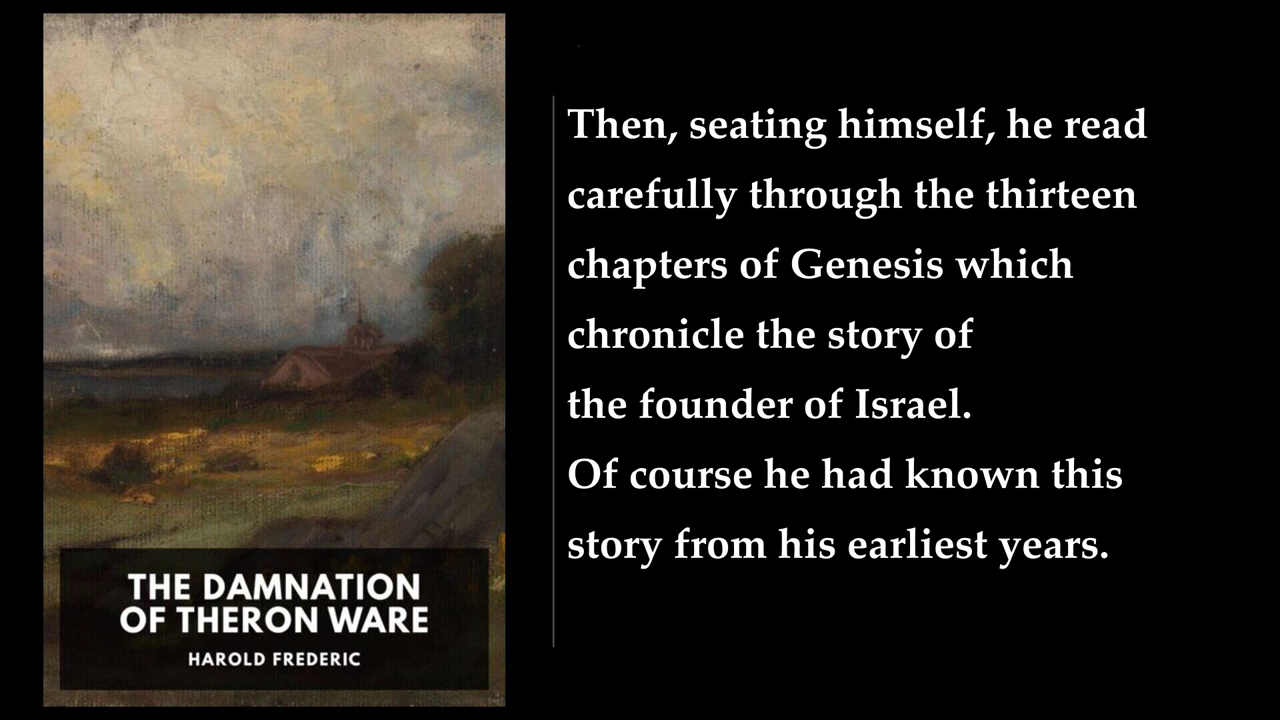 THE DAMNATION
OF THERON WARE
HAROLD FREDERIC
Then, seating himself, he read
carefully through the thirteen
chapters of Genesis which
chronicle the story of
the founder of Israel.
Of course he had known this
story from his earliest years.